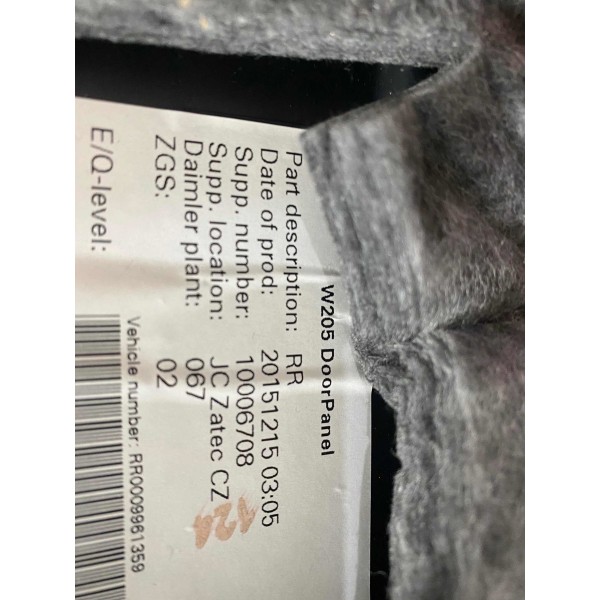 W205 DoorPanel
Part description: RR
Date of prod: 20151215 03:05
Supp. number: 10006708
Supp. location: JC Zatec CZ
Daimler plant: 067
ZGS: 02
Vehicle number: RR0009961359
E/Q-level: